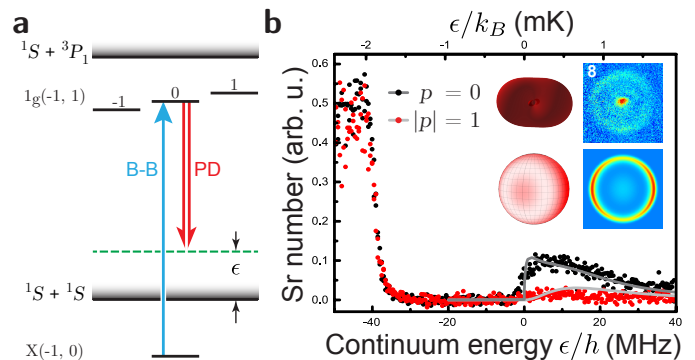 a
¹S + ³P₁
1g(-1, 1)
-1
0
1
B-B
PD
ϵ
¹S + ¹S
X(-1, 0)
b
ϵ/k_B (mK)
-2
-1
0
1
Sr number (arb. u.)
0.5
0.4
0.3
0.2
0.1
0.0
p = 0
|p| = 1
8
-40
-20
0
20
40
Continuum energy ϵ/h (MHz)